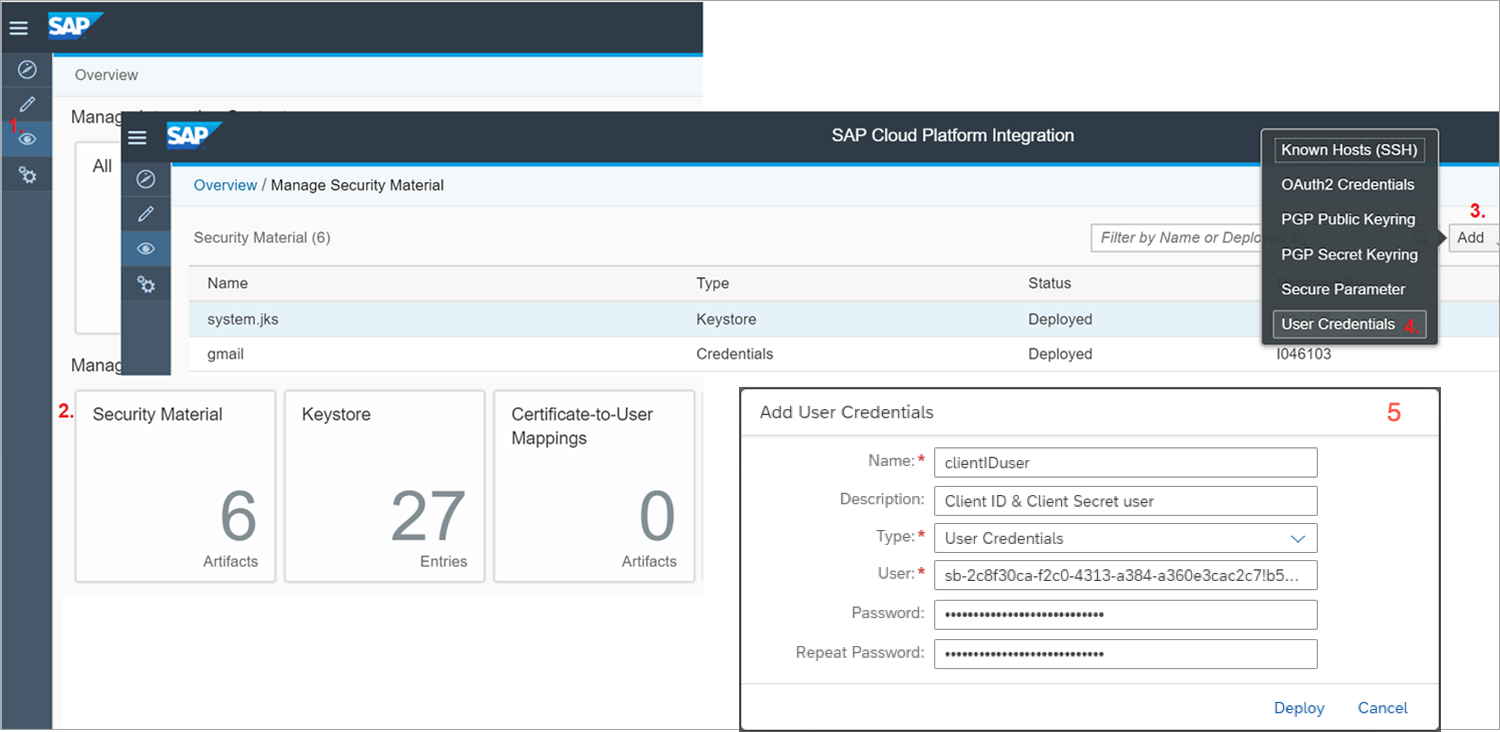 SAP
Overview
Manag
1.
All
SAP
SAP Cloud Platform Integration
Overview / Manage Security Material
Security Material (6)
Filter by Name or Deployed By
3.
Add
Known Hosts (SSH)
OAuth2 Credentials
PGP Public Keyring
PGP Secret Keyring
Secure Parameter
User Credentials 4.
Name Type Status
system.jks Keystore Deployed
gmail Credentials Deployed I046103
Manag
2.
Security Material
6
Artifacts
Keystore
27
Entries
Certificate-to-User
Mappings
0
Artifacts
Add User Credentials 5
Name:* clientIDuser
Description: Client ID & Client Secret user
Type:* User Credentials
User:* sb-2c8f30ca-f2c0-4313-a384-a360e3cac2c7!b5...
Password: ••••••••••••••••••••••••••••
Repeat Password: ••••••••••••••••••••••••••••
Deploy Cancel